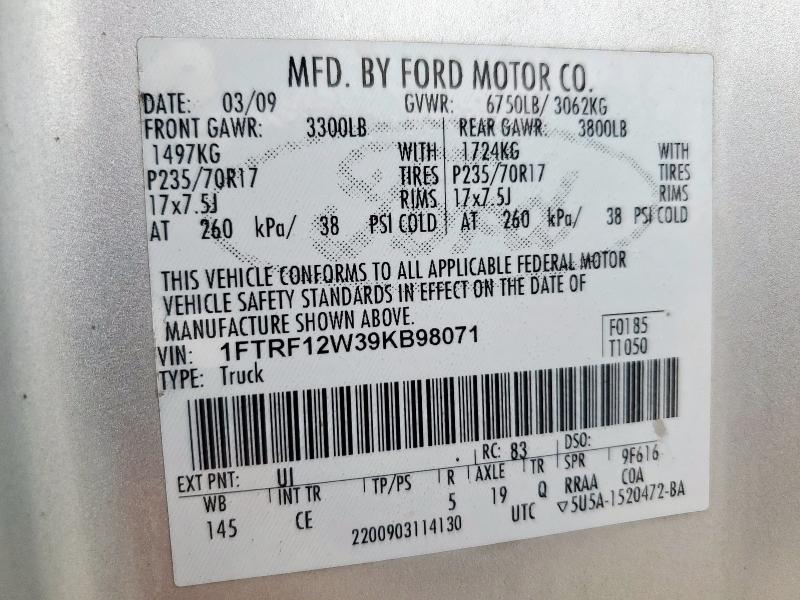 MFD. BY FORD MOTOR CO.
DATE: 03/09 GVWR: 6750LB/ 3062KG
FRONT GAWR: 3300LB REAR GAWR: 3800LB
1497KG WITH 1724KG WITH
P235/70R17 TIRES P235/70R17 TIRES
17x7.5J RIMS 17x7.5J RIMS
AT 260 kPa/ 38 PSI COLD AT 260 kPa/ 38 PSI COLD
Ford
THIS VEHICLE CONFORMS TO ALL APPLICABLE FEDERAL MOTOR
VEHICLE SAFETY STANDARDS IN EFFECT ON THE DATE OF
MANUFACTURE SHOWN ABOVE.
VIN: 1FTRF12W39KB98071 F0185
TYPE: Truck T1050
EXT PNT: UI RC: 83 DSO:
WB INT TR TP/PS R AXLE TR SPR 9F616
145 CE 5 19 Q RRAA COA
2200903114130 UTC ▽5U5A-1520472-BA